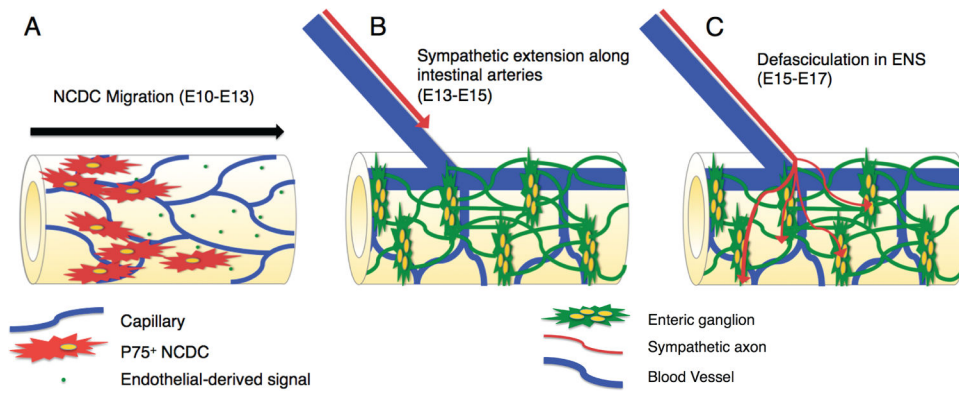 A
NCDC Migration (E10-E13)
B
Sympathetic extension along
intestinal arteries
(E13-E15)
C
Defasciculation in ENS
(E15-E17)
Capillary
P75⁺ NCDC
Endothelial-derived signal
Enteric ganglion
Sympathetic axon
Blood Vessel